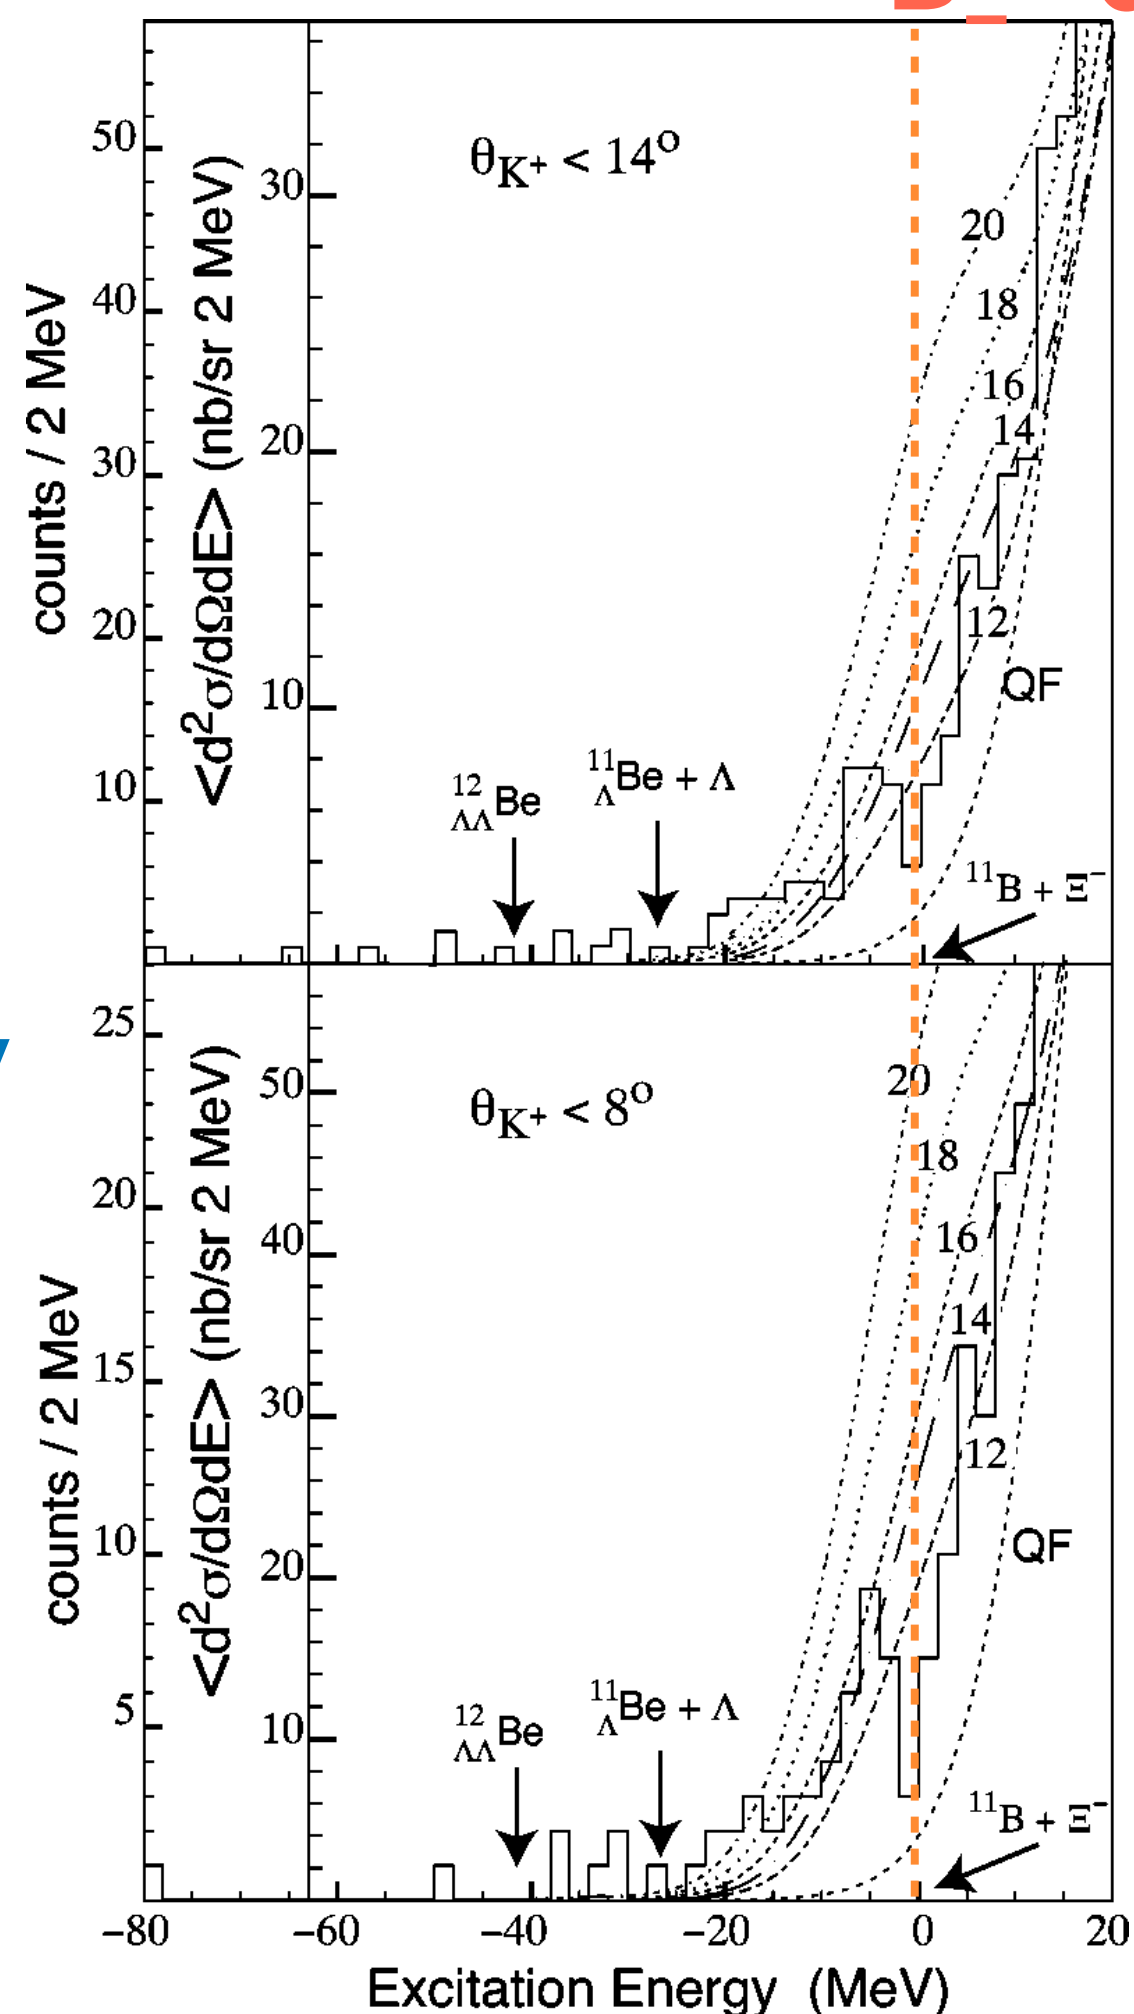 θK+ < 14°
50
40
30
20
10
counts / 2 MeV
<d²σ/dΩdE> (nb/sr 2 MeV)
30
20
10
20
18
16
14
12
QF
¹²ΛΛBe
¹¹ΛBe + Λ
¹¹B + Ξ⁻
θK+ < 8°
25
20
15
10
5
counts / 2 MeV
<d²σ/dΩdE> (nb/sr 2 MeV)
50
40
30
20
10
20
18
16
14
12
QF
¹²ΛΛBe
¹¹ΛBe + Λ
¹¹B + Ξ⁻
−80 −60 −40 −20 0 20
Excitation Energy (MeV)